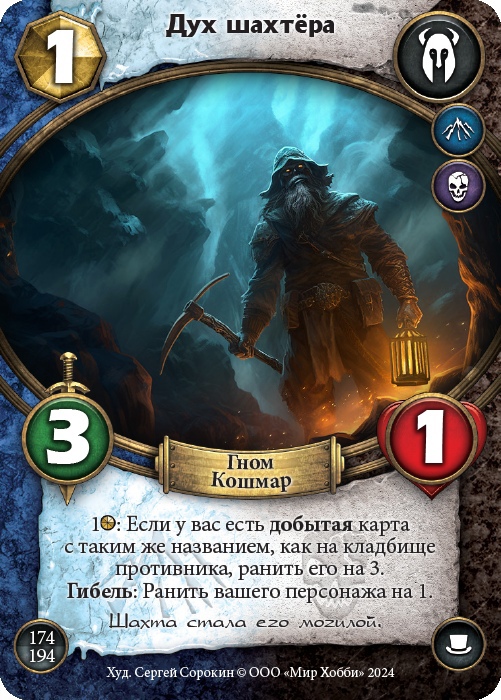 Дух шахтёра
1
3
1
Гном
Кошмар
1: Если у вас есть добытая карта
с таким же названием, как на кладбище
противника, ранить его на 3.
Гибель: Ранить вашего персонажа на 1.
Шахта стала его могилой.
174
194
Худ. Сергей Сорокин © ООО «Мир Хобби» 2024